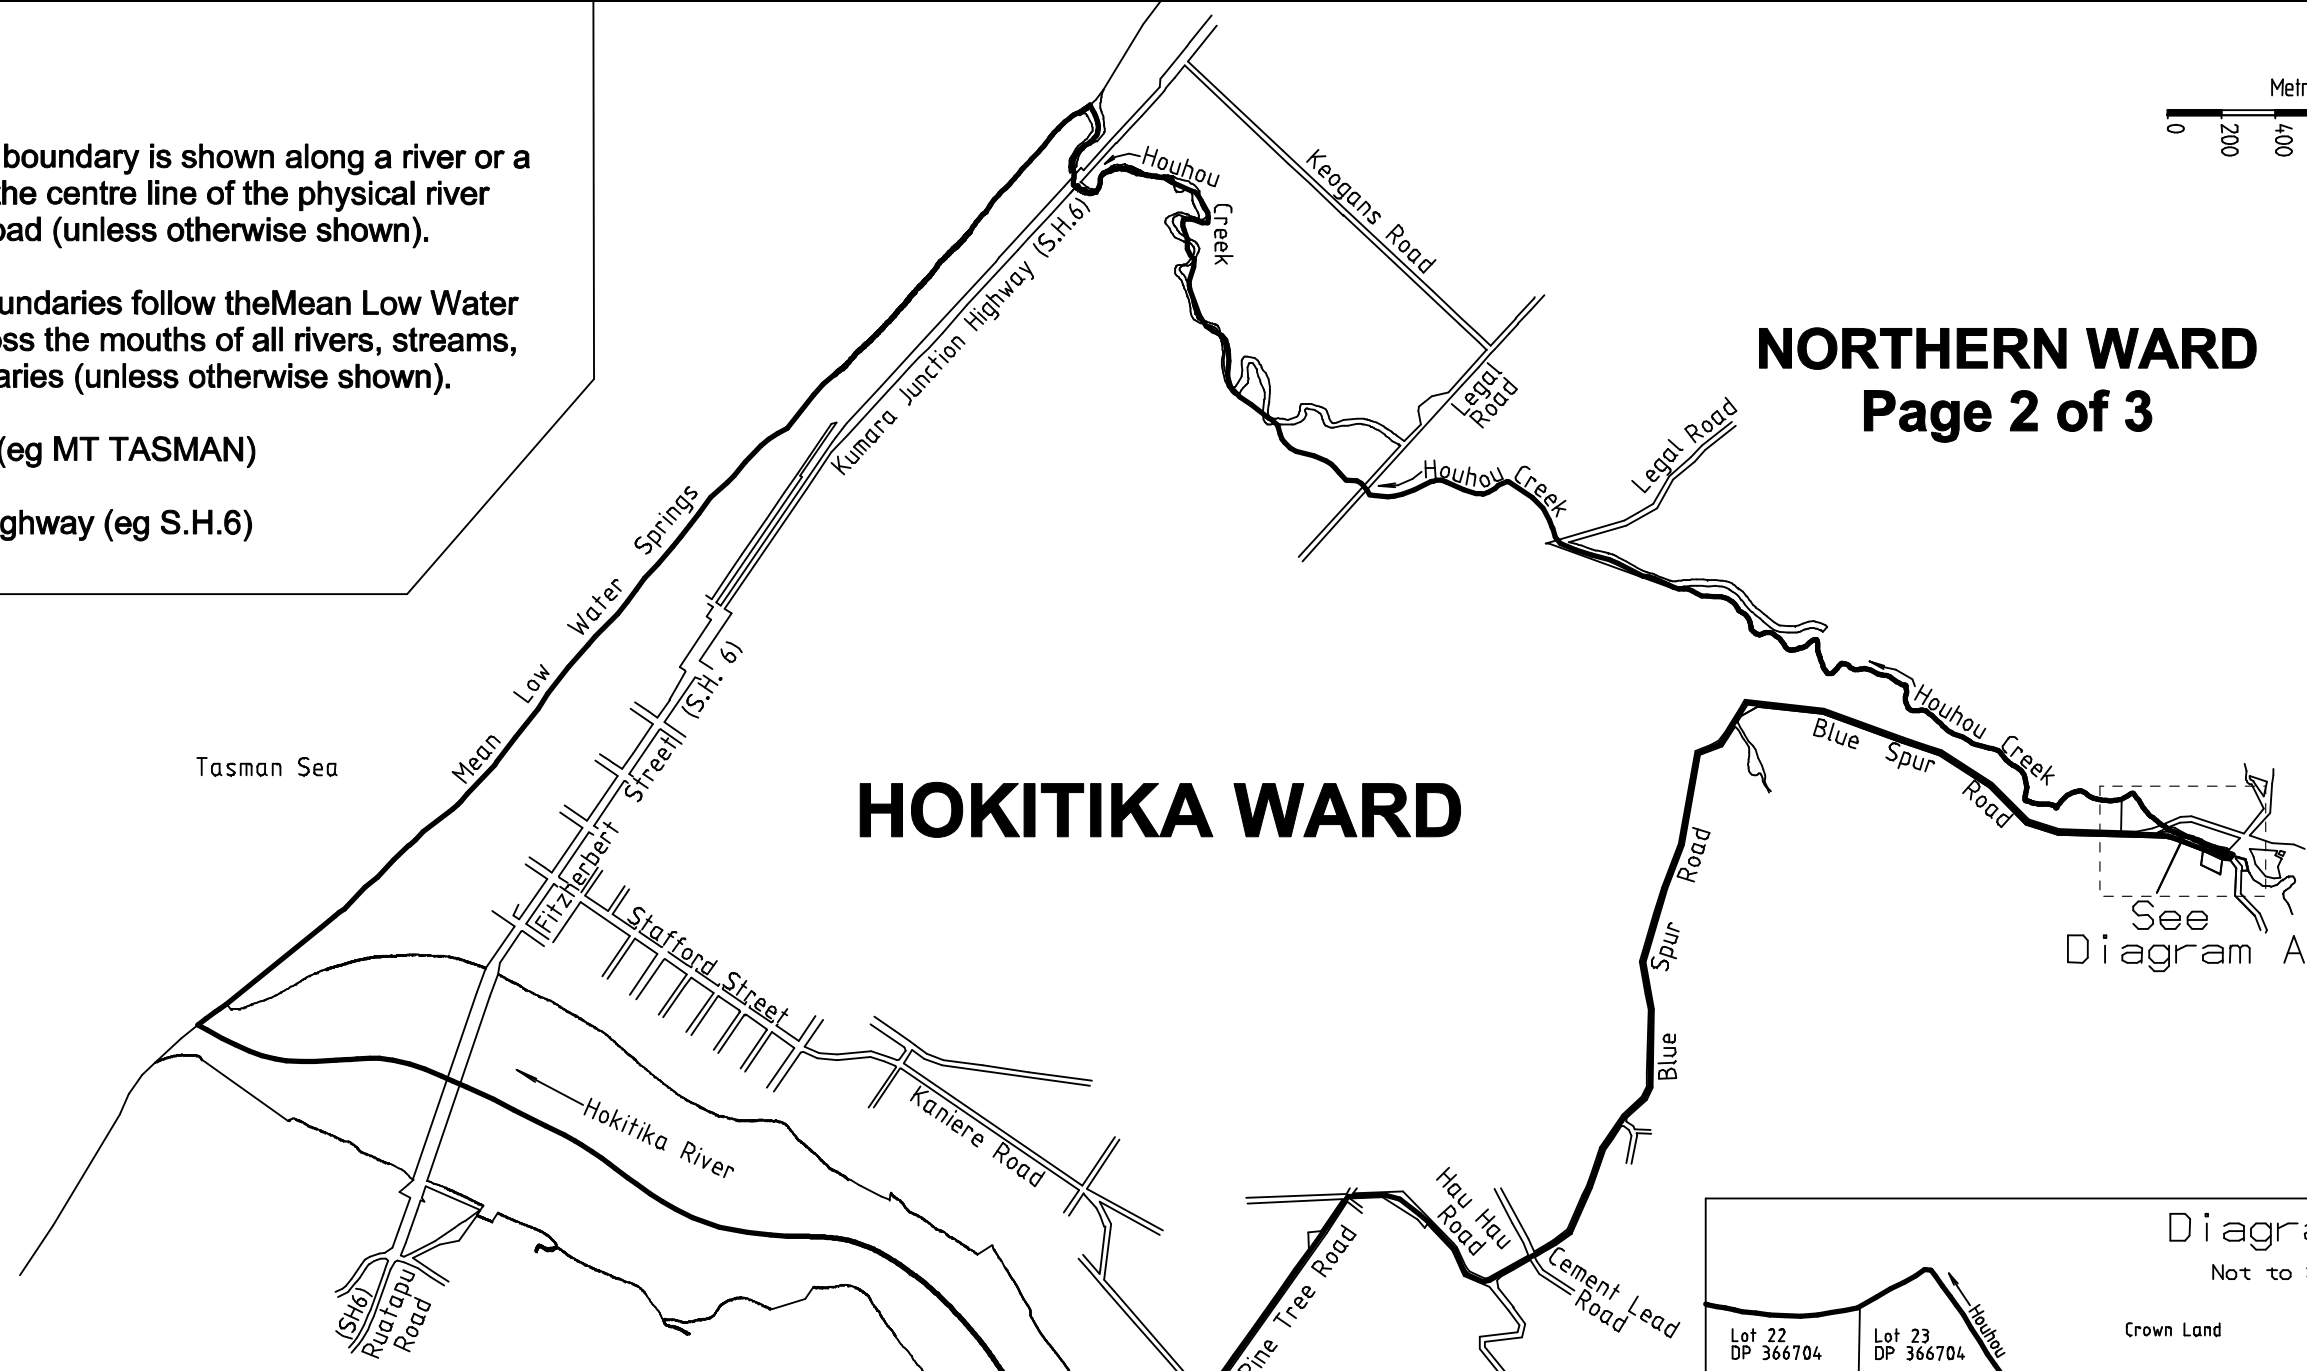 boundary is shown along a river or a
the centre line of the physical river
oad (unless otherwise shown).
undaries follow theMean Low Water
oss the mouths of all rivers, streams,
aries (unless otherwise shown).
(eg MT TASMAN)
ghway (eg S.H.6)
Metr
0
200
400
Houhou
Creek
Keogans Road
Kumara Junction Highway (S.H.6)
Legal
Road
NORTHERN WARD
Page 2 of 3
Legal Road
Houhou Creek
Mean Low Water Springs
Tasman Sea
Fitzherbert Street (S.H. 6)
HOKITIKA WARD
Houhou Creek
Blue Spur Road
Blue Spur Road
See
Diagram A
Stafford Street
Kaniere Road
Hokitika River
(SH6)
Ruatapu
Road
Pine Tree Road
Hau Hau
Road
Cement Lead
Road
Diagra
Not to
Houhou
Crown Land
Lot 22
DP 366704
Lot 23
DP 366704